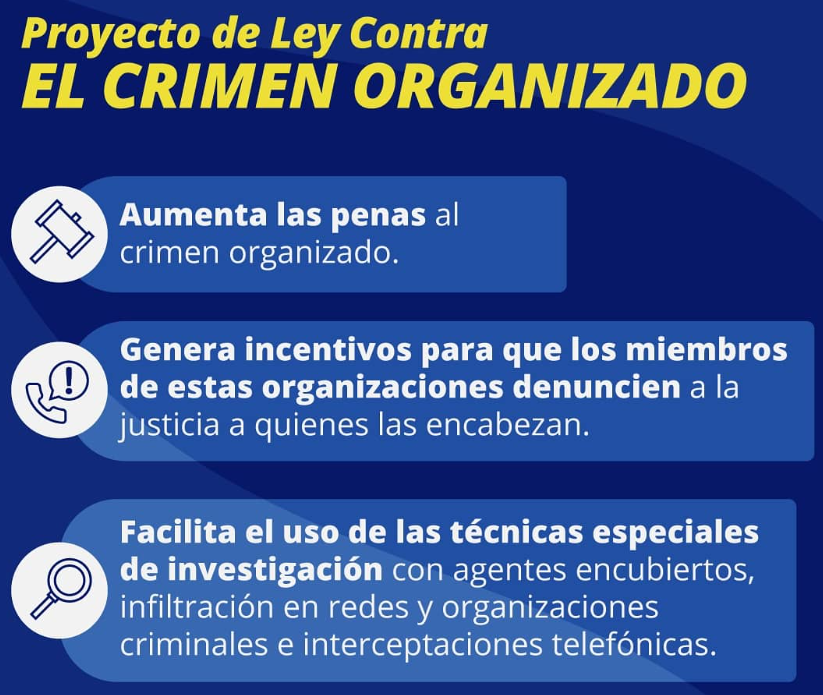 Proyecto de Ley Contra
EL CRIMEN ORGANIZADO
Aumenta las penas al
crimen organizado.
Genera incentivos para que los miembros
de estas organizaciones denuncien a la
justicia a quienes las encabezan.
Facilita el uso de las técnicas especiales
de investigación con agentes encubiertos,
infiltración en redes y organizaciones
criminales e interceptaciones telefónicas.